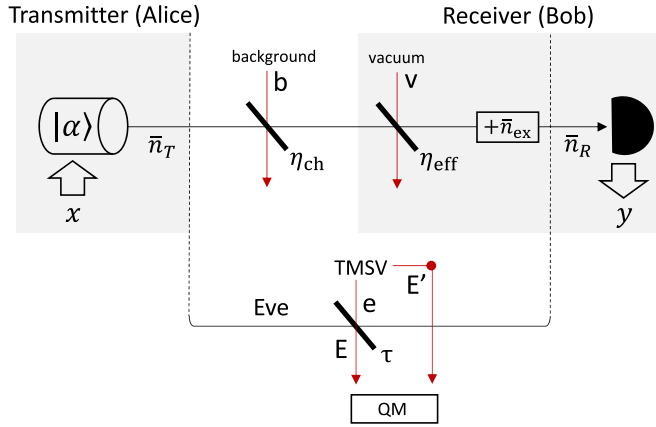 Transmitter (Alice)
Receiver (Bob)
background
vacuum
b
v
|α⟩
n̄_T
η_ch
η_eff
+n̄_ex
n̄_R
x
y
TMSV
E’
Eve
e
E
τ
QM